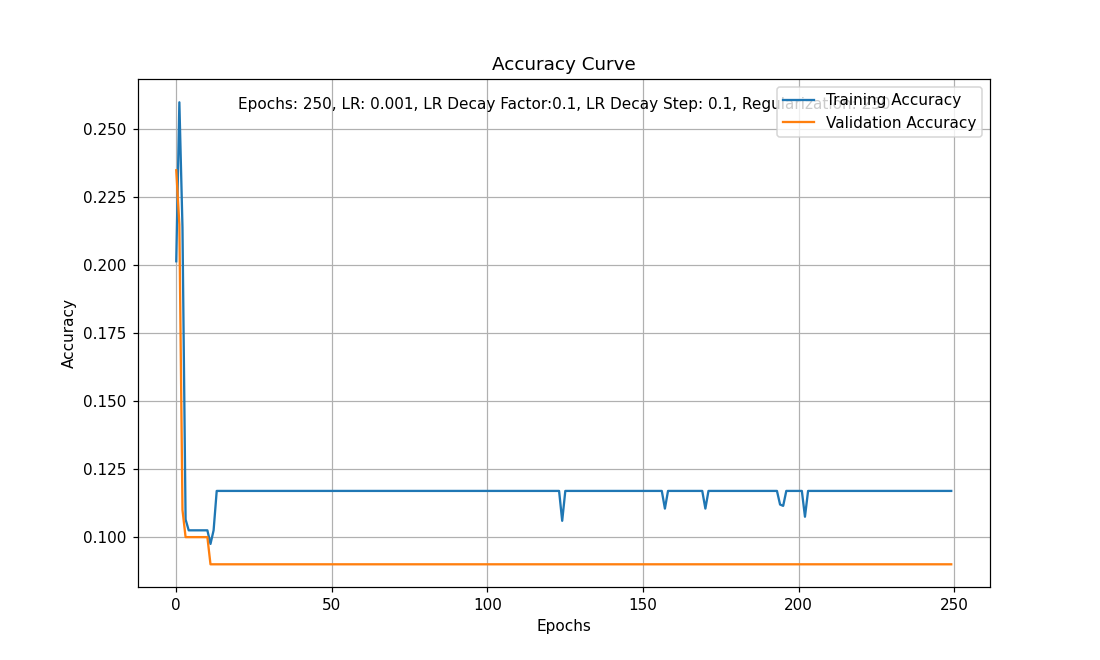 Accuracy Curve
Epochs: 250, LR: 0.001, LR Decay Factor:0.1, LR Decay Step: 0.1, Regularization: 250
Training Accuracy
Validation Accuracy
0.250
0.225
0.200
0.175
0.150
0.125
0.100
Accuracy
0 50 100 150 200 250
Epochs